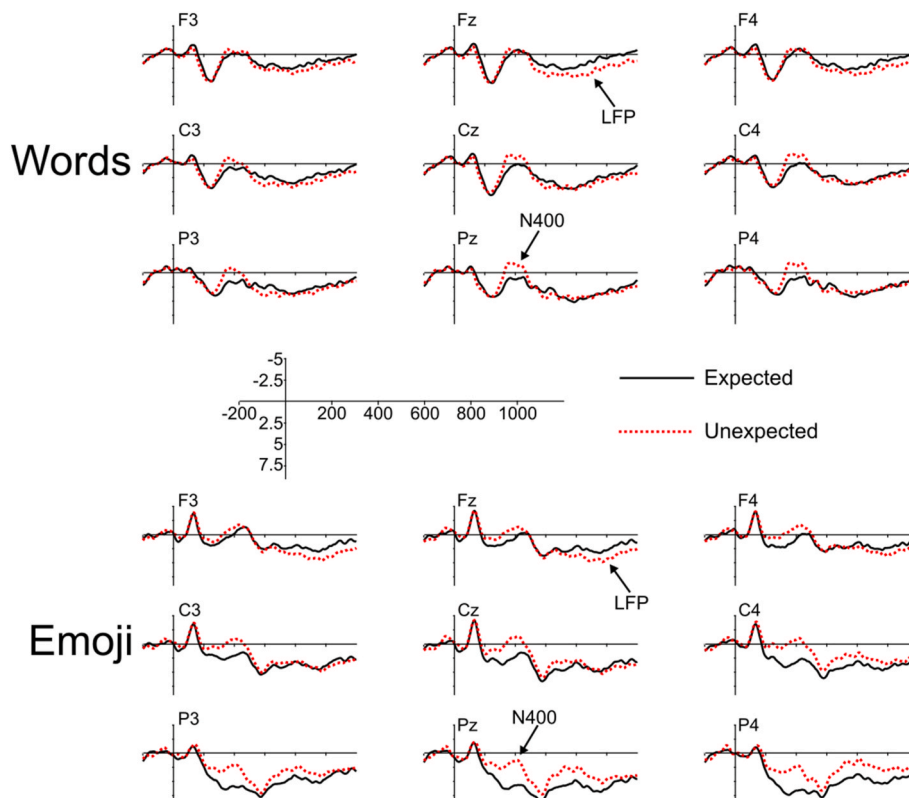 F3 Fz F4
LFP
Words
C3 Cz C4
N400
P3 Pz P4
-5
-2.5
-200 200 400 600 800 1000
2.5
5
7.5
Expected
Unexpected
F3 Fz F4
LFP
Emoji
C3 Cz C4
N400
P3 Pz P4